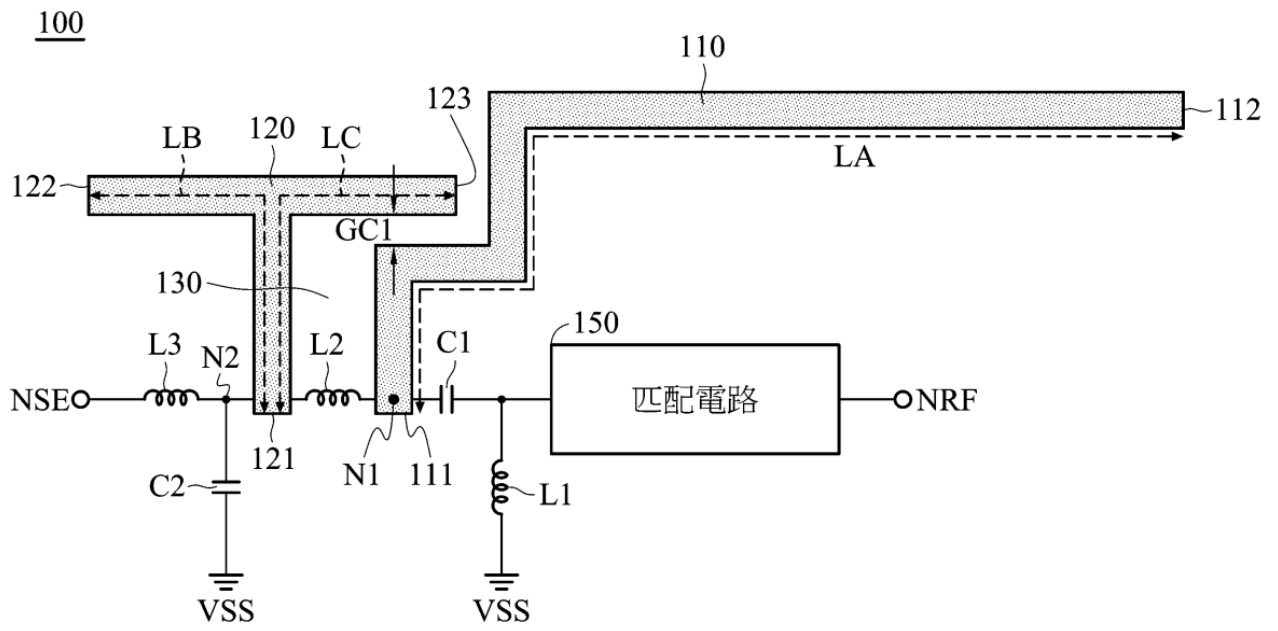 100
110
123
120
LB
LC
112
122
LA
GC1
130
150
L3
N2
L2
C1
NSE
匹配電路
NRF
121
N1
111
C2
L1
VSS
VSS